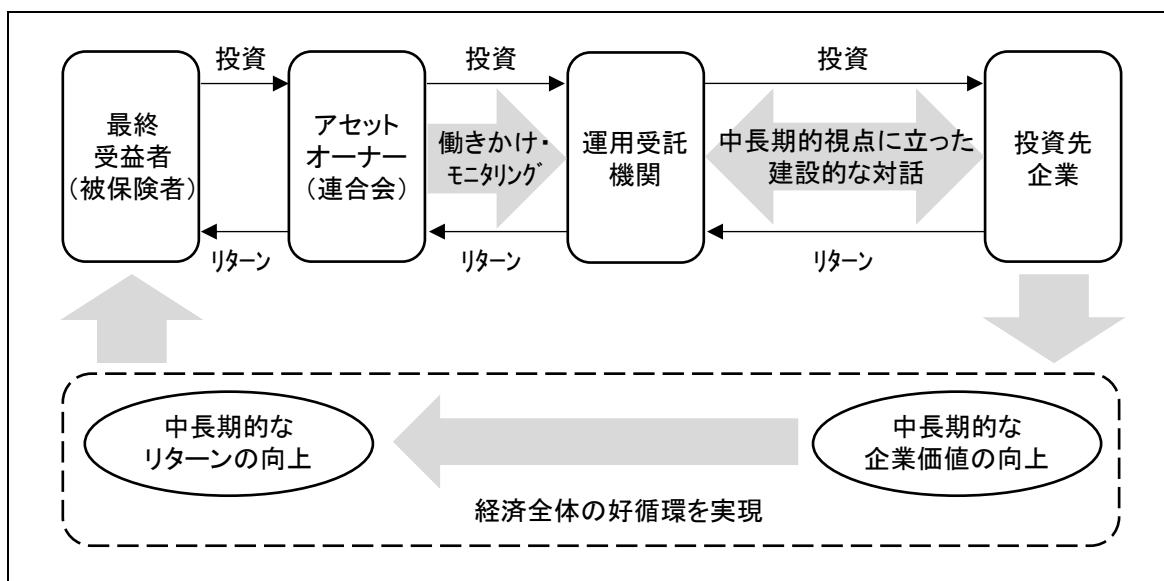 投資
投資
投資
最終
受益者
(被保険者)
アセット
オーナー
(連合会)
働きかけ・
モニタリング
運用受託
機関
中長期的視点に立った
建設的な対話
投資先
企業
リターン
リターン
リターン
中長期的な
リターンの向上
中長期的な
企業価値の向上
経済全体の好循環を実現